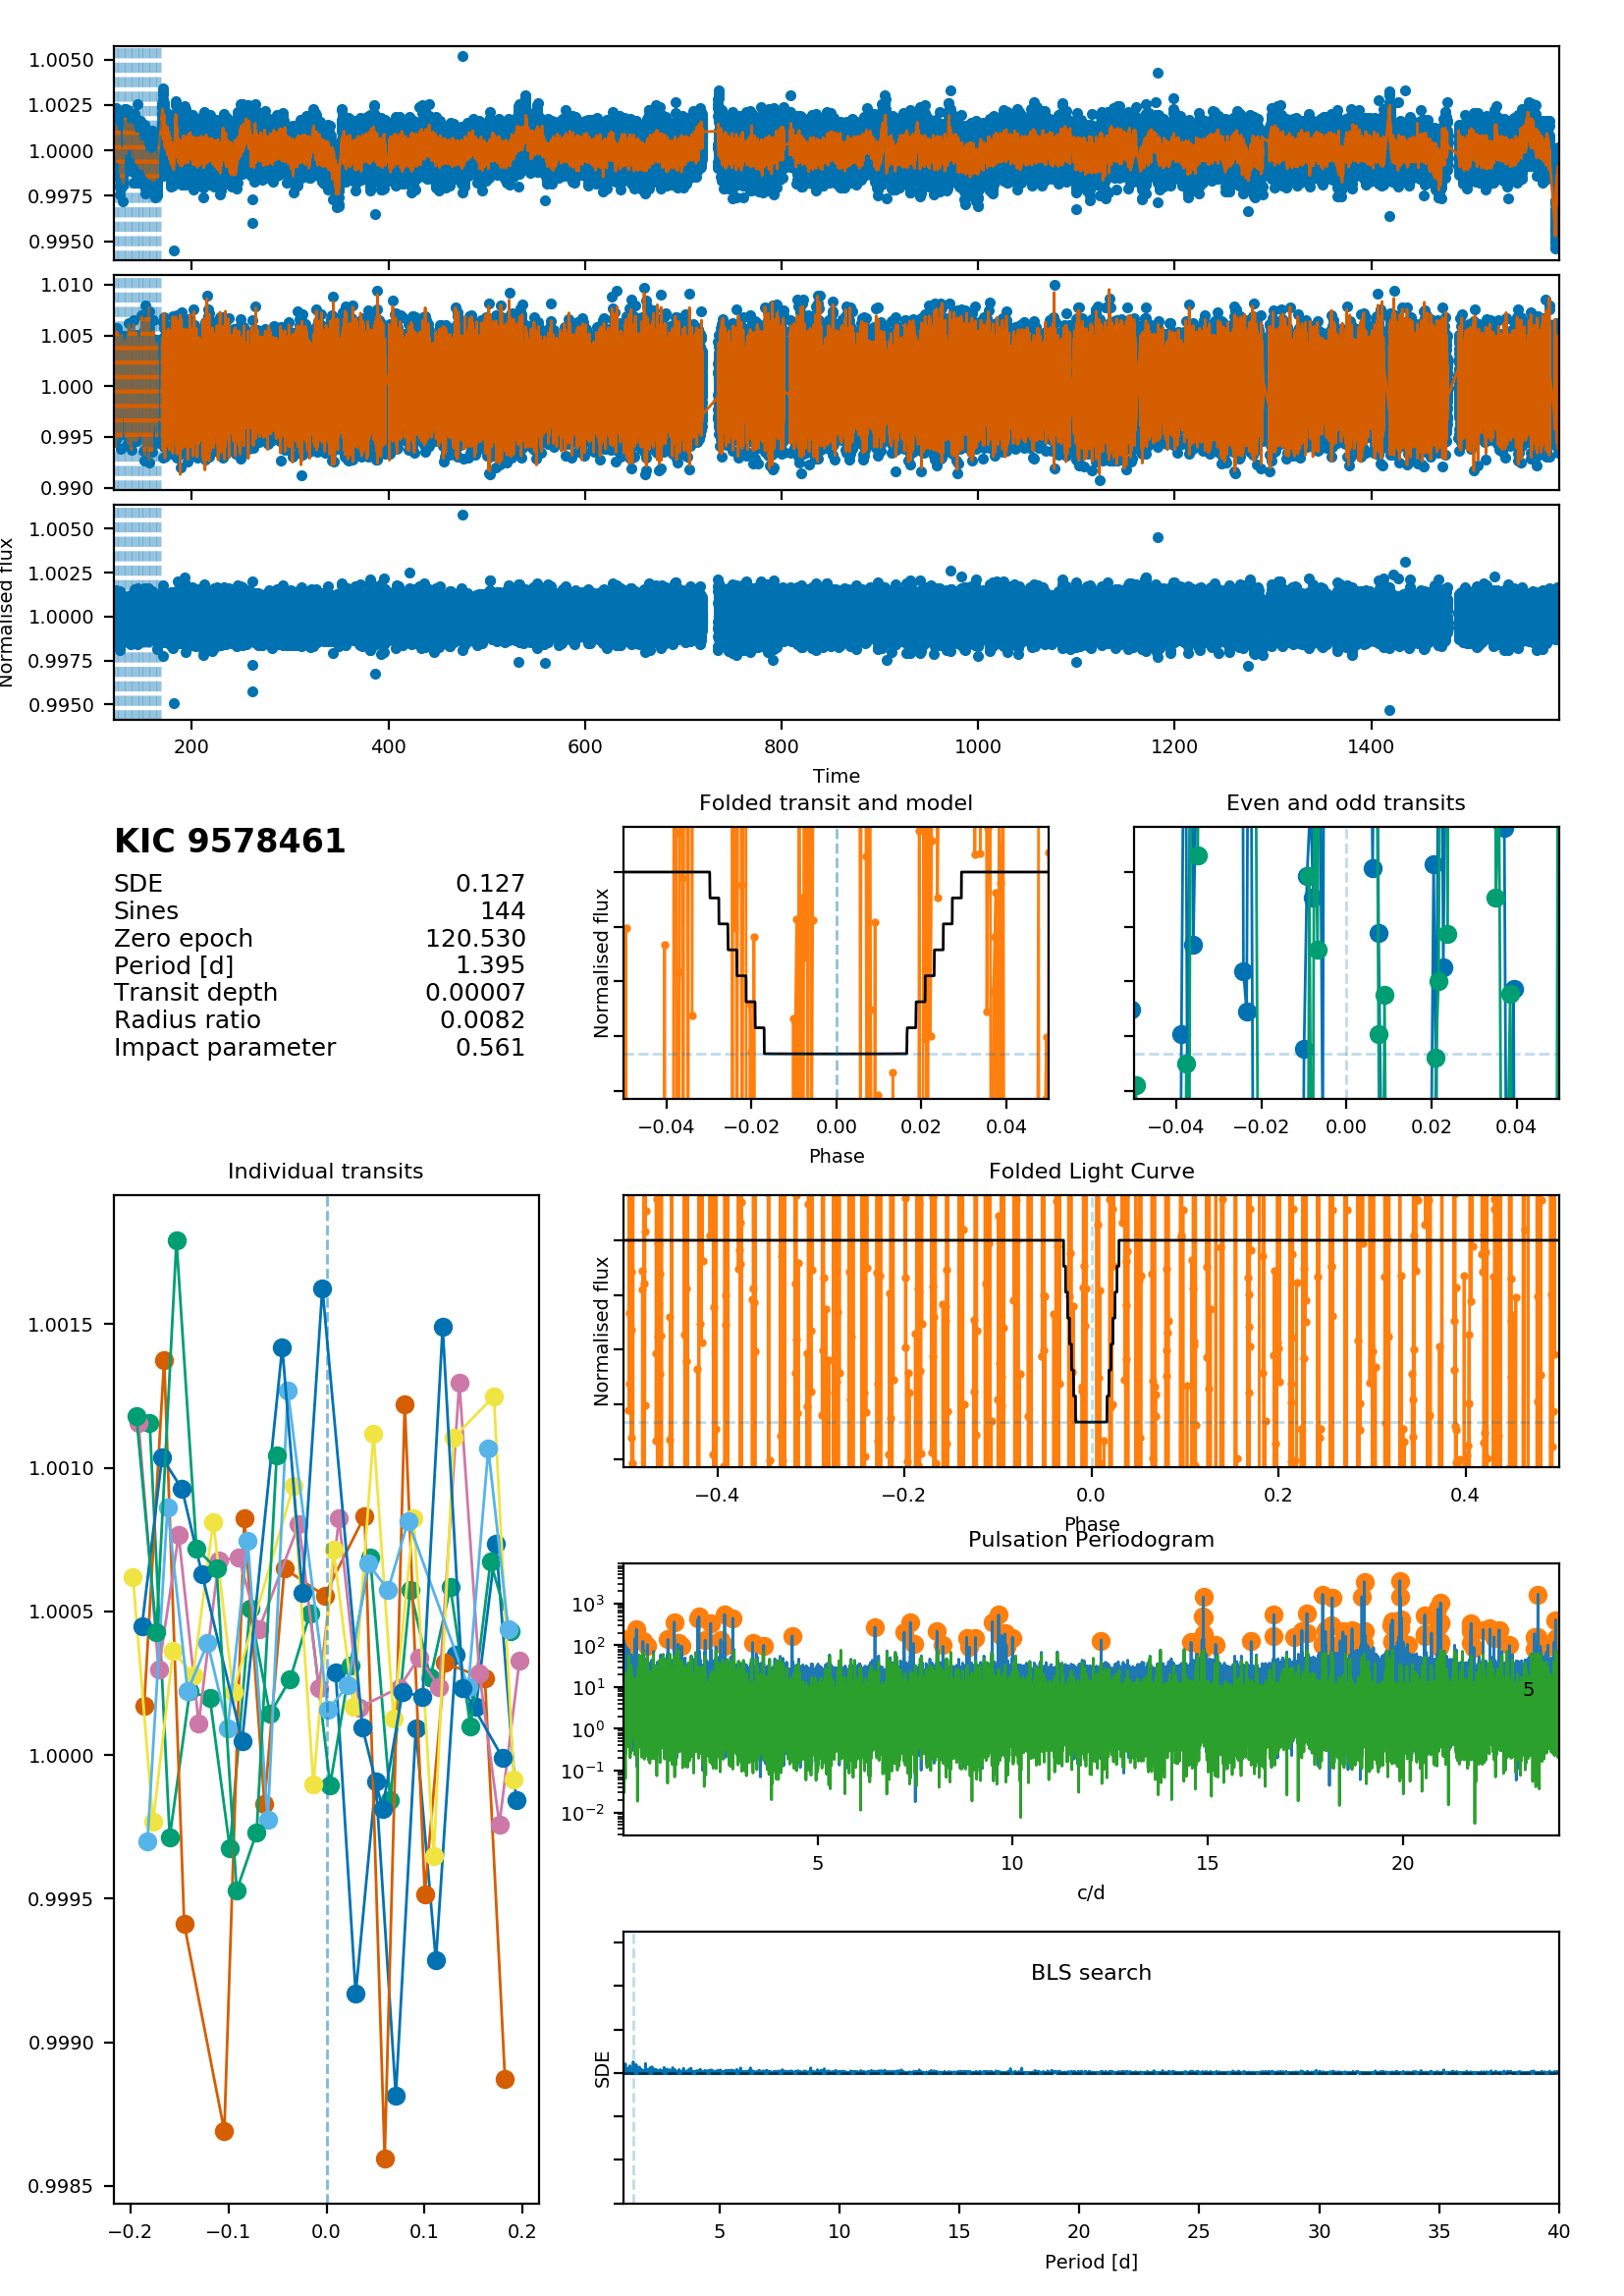 1.0050
1.0025
1.0000
0.9975
0.9950
1.010
1.005
1.000
0.995
0.990
1.0050
1.0025
1.0000
0.9975
0.9950
Normalised flux
200 400 600 800 1000 1200 1400
Time
KIC 9578461
SDE 0.127
Sines 144
Zero epoch 120.530
Period [d] 1.395
Transit depth 0.00007
Radius ratio 0.0082
Impact parameter 0.561
Folded transit and model
Normalised flux
−0.04 −0.02 0.00 0.02 0.04
Phase
Even and odd transits
−0.04 −0.02 0.00 0.02 0.04
Individual transits
1.0015
1.0010
1.0005
1.0000
0.9995
0.9990
0.9985
−0.2 −0.1 0.0 0.1 0.2
Folded Light Curve
Normalised flux
−0.4 −0.2 0.0 0.2 0.4
Phase
Pulsation Periodogram
10³
10²
10¹
10⁰
10⁻¹
10⁻²
5
5 10 15 20
c/d
BLS search
SDE
5 10 15 20 25 30 35 40
Period [d]